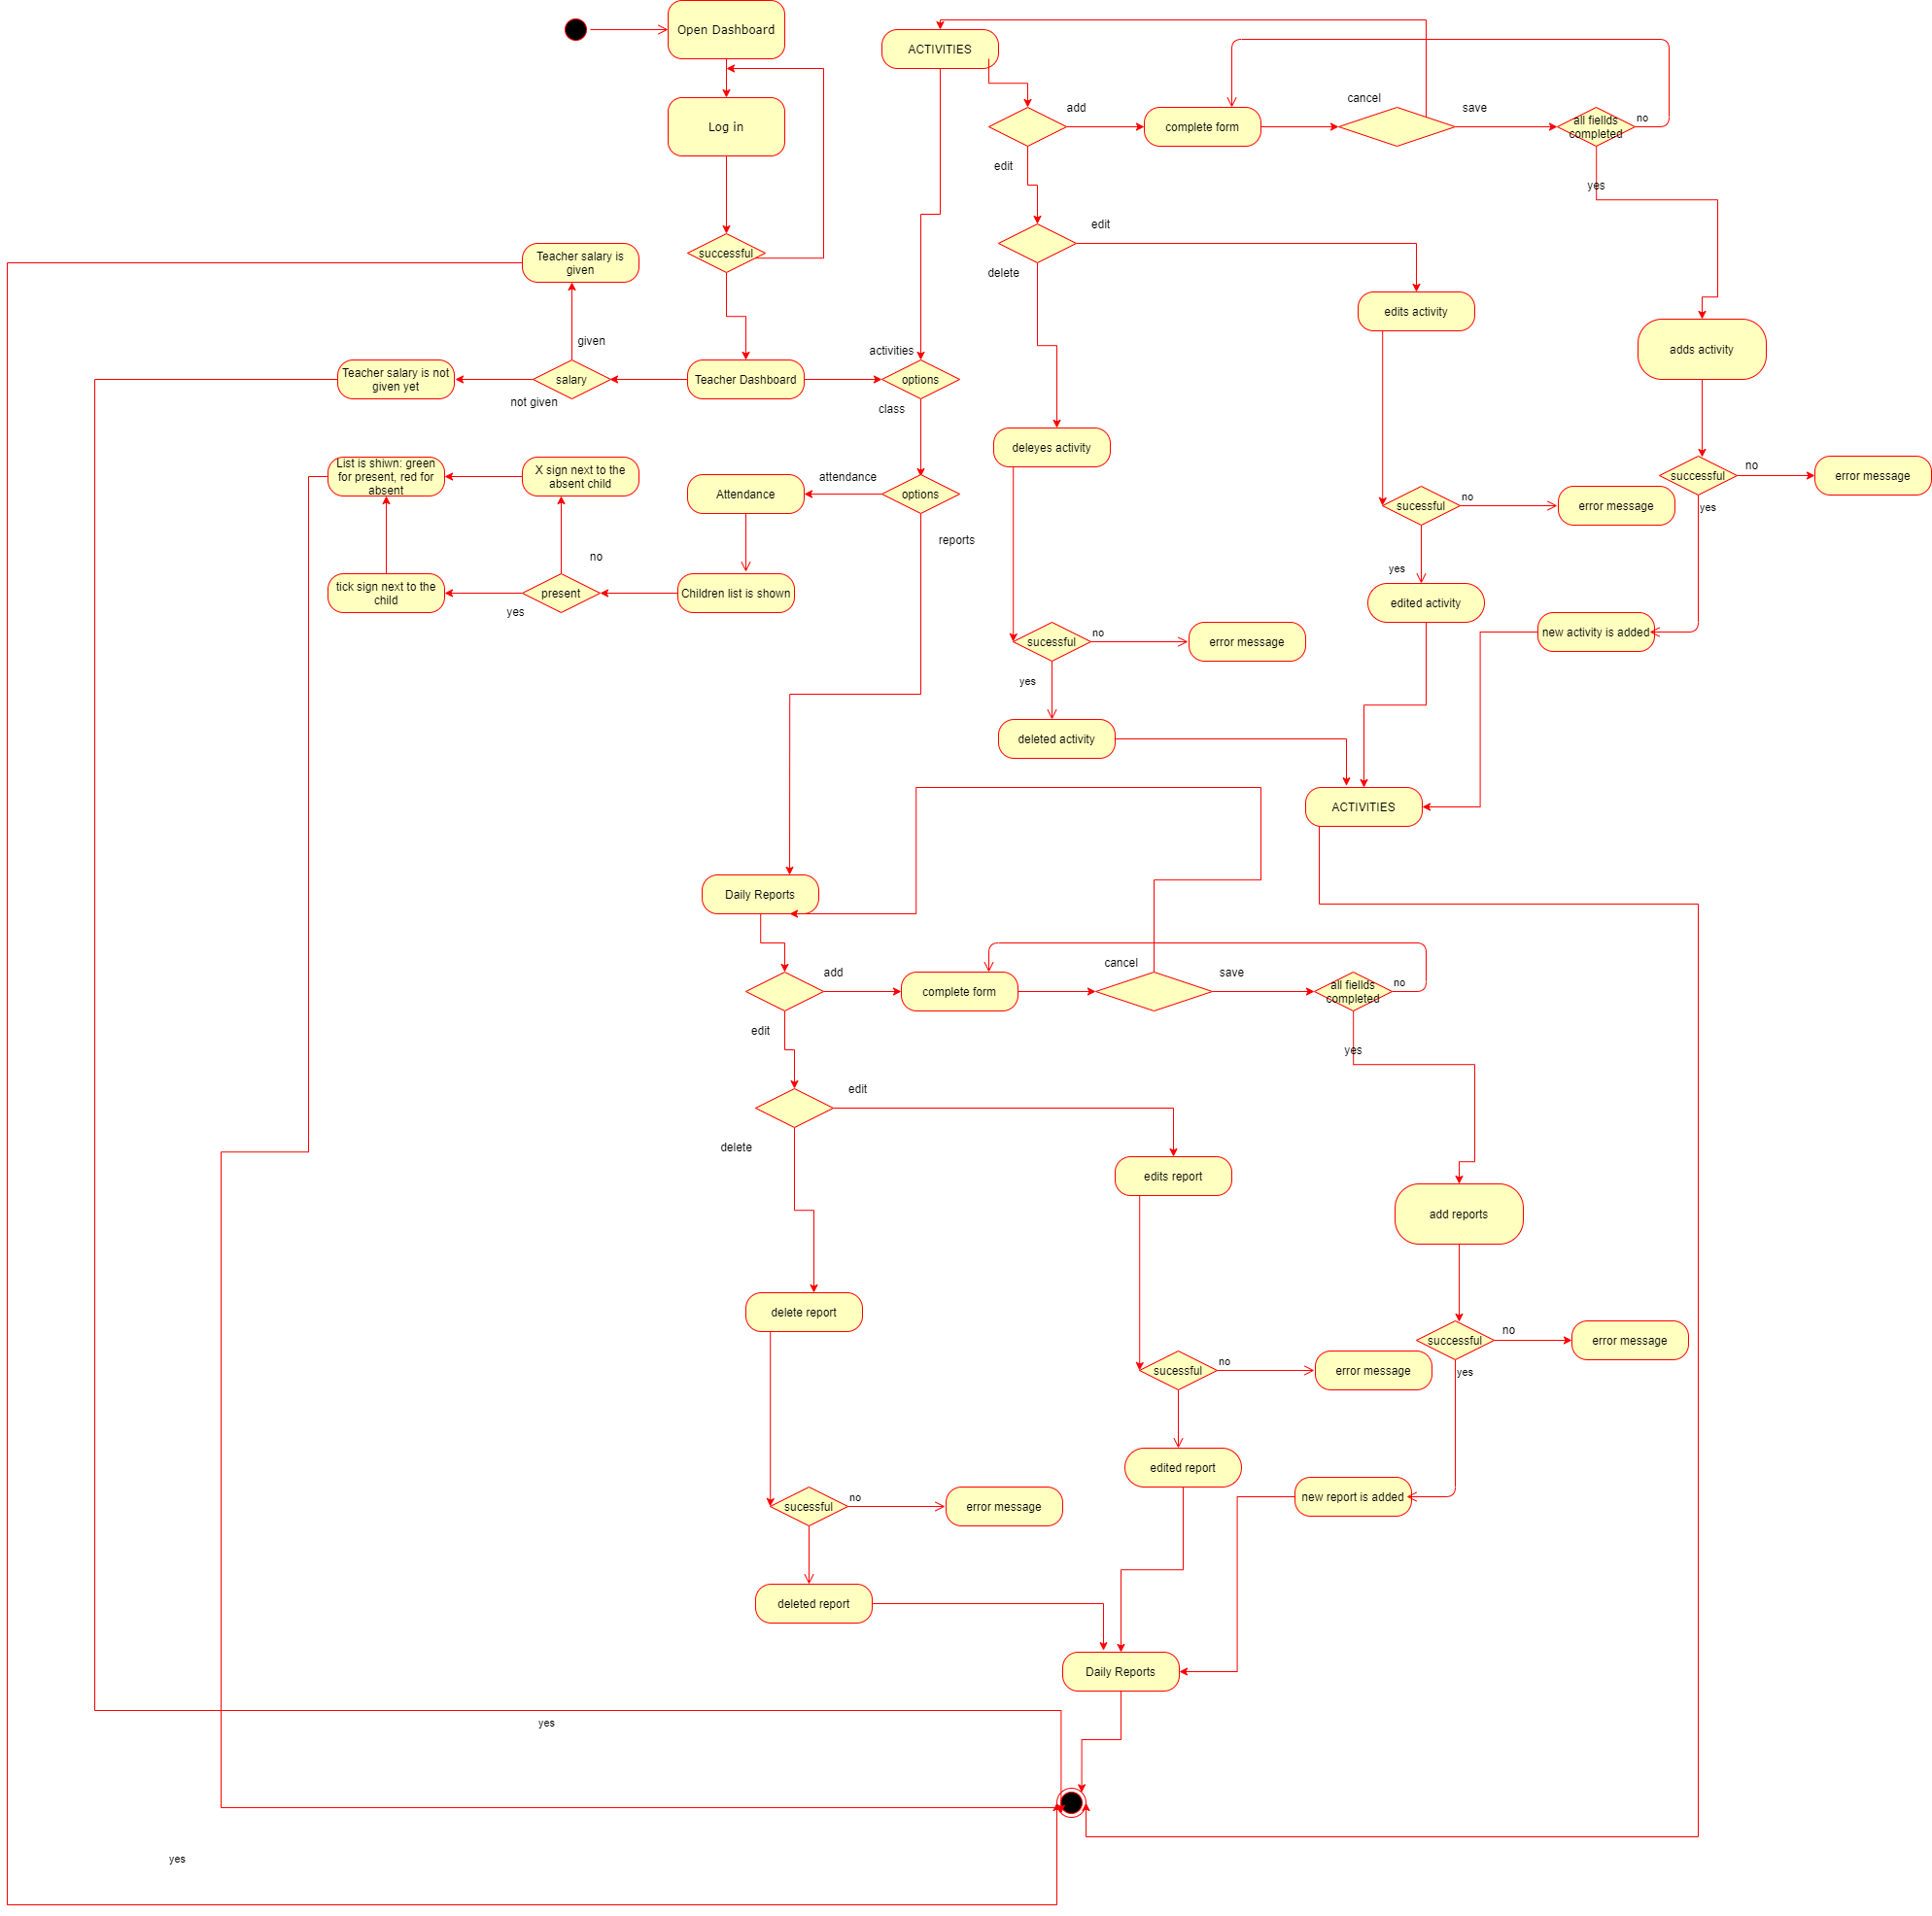 Open Dashboard
ACTIVITIES
cancel
add
save
no
Log in
complete form
all fiellds
completed
edit
yes
edit
successful
Teacher salary is
given
delete
edits activity
given
activities
adds activity
Teacher salary is not
given yet
salary
Teacher Dashboard
options
not given
class
deleyes activity
List is shiwn: green
for present, red for
absent
X sign next to the
absent child
attendance
no
successful
error message
Attendance
options
no
sucessful
error message
yes
reports
no
yes
tick sign next to the
child
present
Children list is shown
edited activity
yes
no
new activity is added
sucessful
error message
yes
deleted activity
ACTIVITIES
Daily Reports
cancel
add
save
no
complete form
all fiellds
completed
edit
yes
edit
delete
edits report
add reports
delete report
no
successful
error message
no
sucessful
error message
yes
edited report
no
new report is added
sucessful
error message
deleted report
Daily Reports
yes
yes